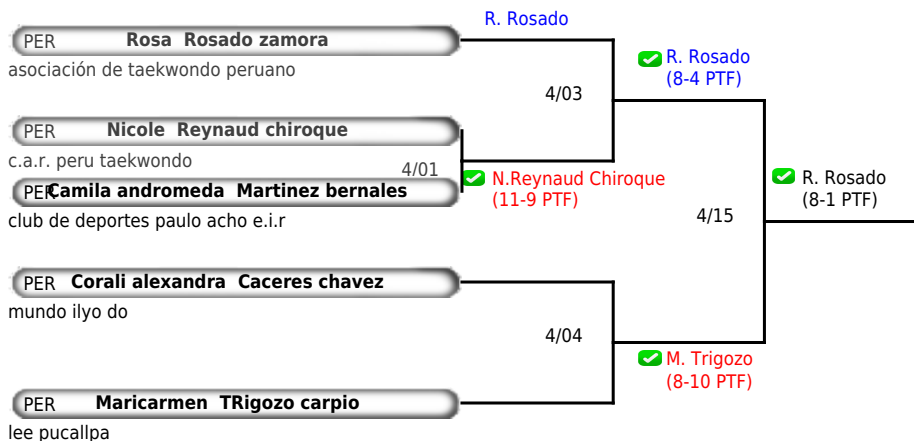 R. Rosado
PER Rosa Rosado zamora
asociación de taekwondo peruano
R. Rosado
(8-4 PTF)
4/03
PER Nicole Reynaud chiroque
c.a.r. peru taekwondo
4/01
N.Reynaud Chiroque
(11-9 PTF)
PER Camila andromeda Martinez bernales
club de deportes paulo acho e.i.r
R. Rosado
(8-1 PTF)
4/15
PER Corali alexandra Caceres chavez
mundo ilyo do
4/04
M. Trigozo
(8-10 PTF)
PER Maricarmen TRigozo carpio
lee pucallpa